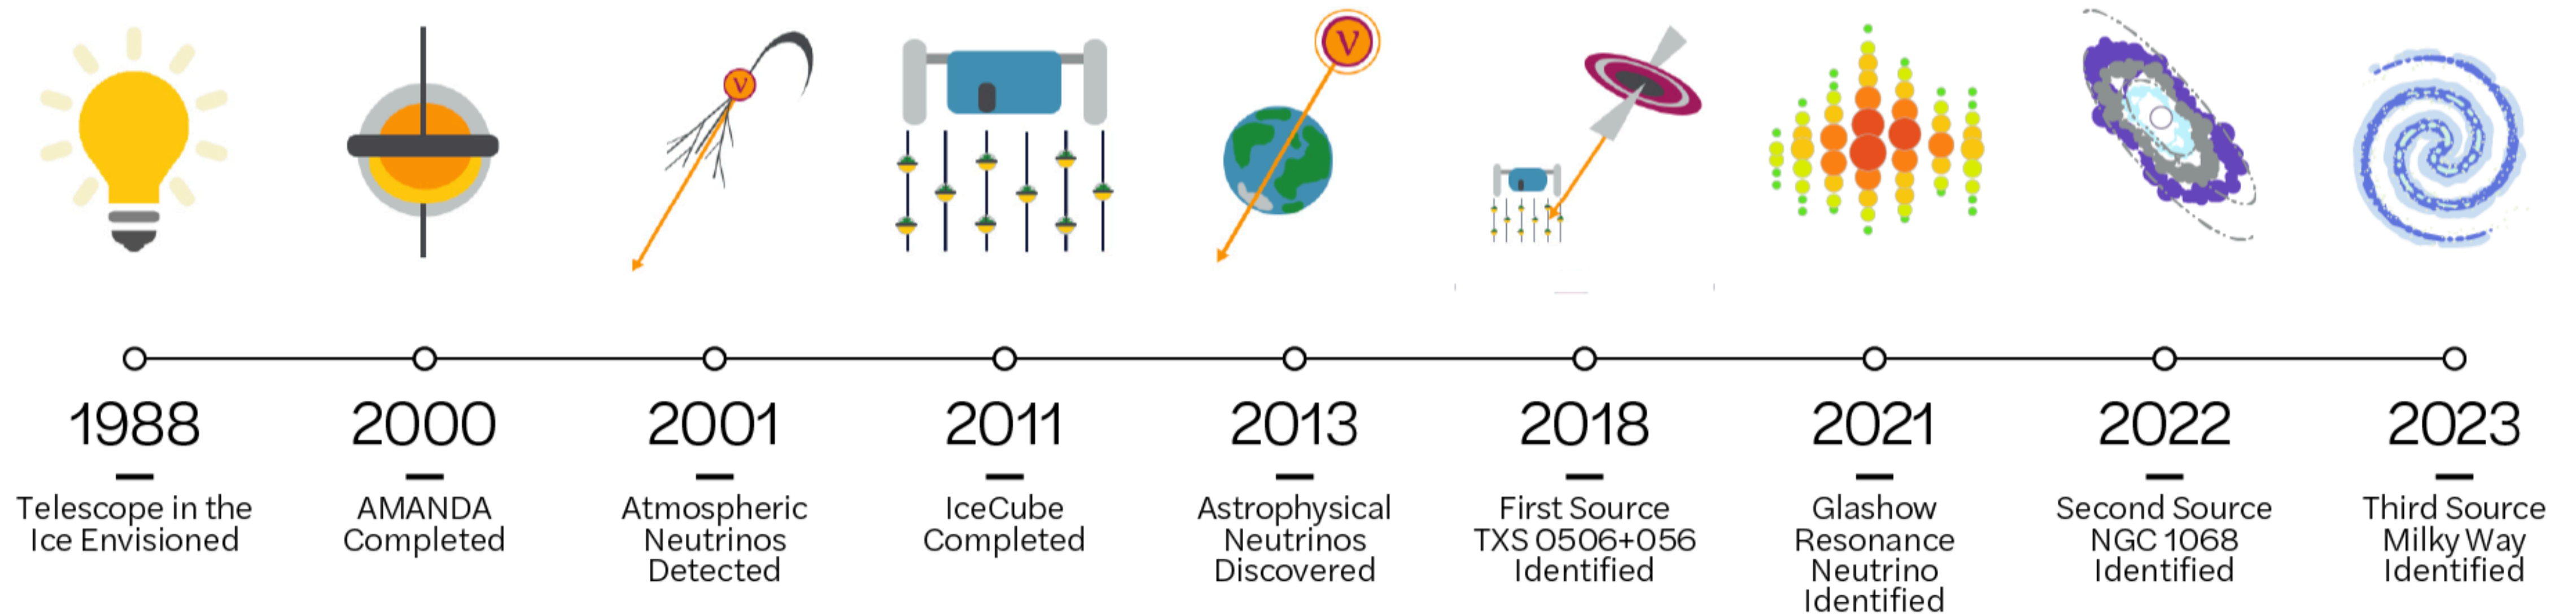 ν
ν
1988
Telescope in the
Ice Envisioned
2000
AMANDA
Completed
2001
Atmospheric
Neutrinos
Detected
2011
IceCube
Completed
2013
Astrophysical
Neutrinos
Discovered
2018
First Source
TXS 0506+056
Identified
2021
Glashow
Resonance
Neutrino
Identified
2022
Second Source
NGC 1068
Identified
2023
Third Source
Milky Way
Identified